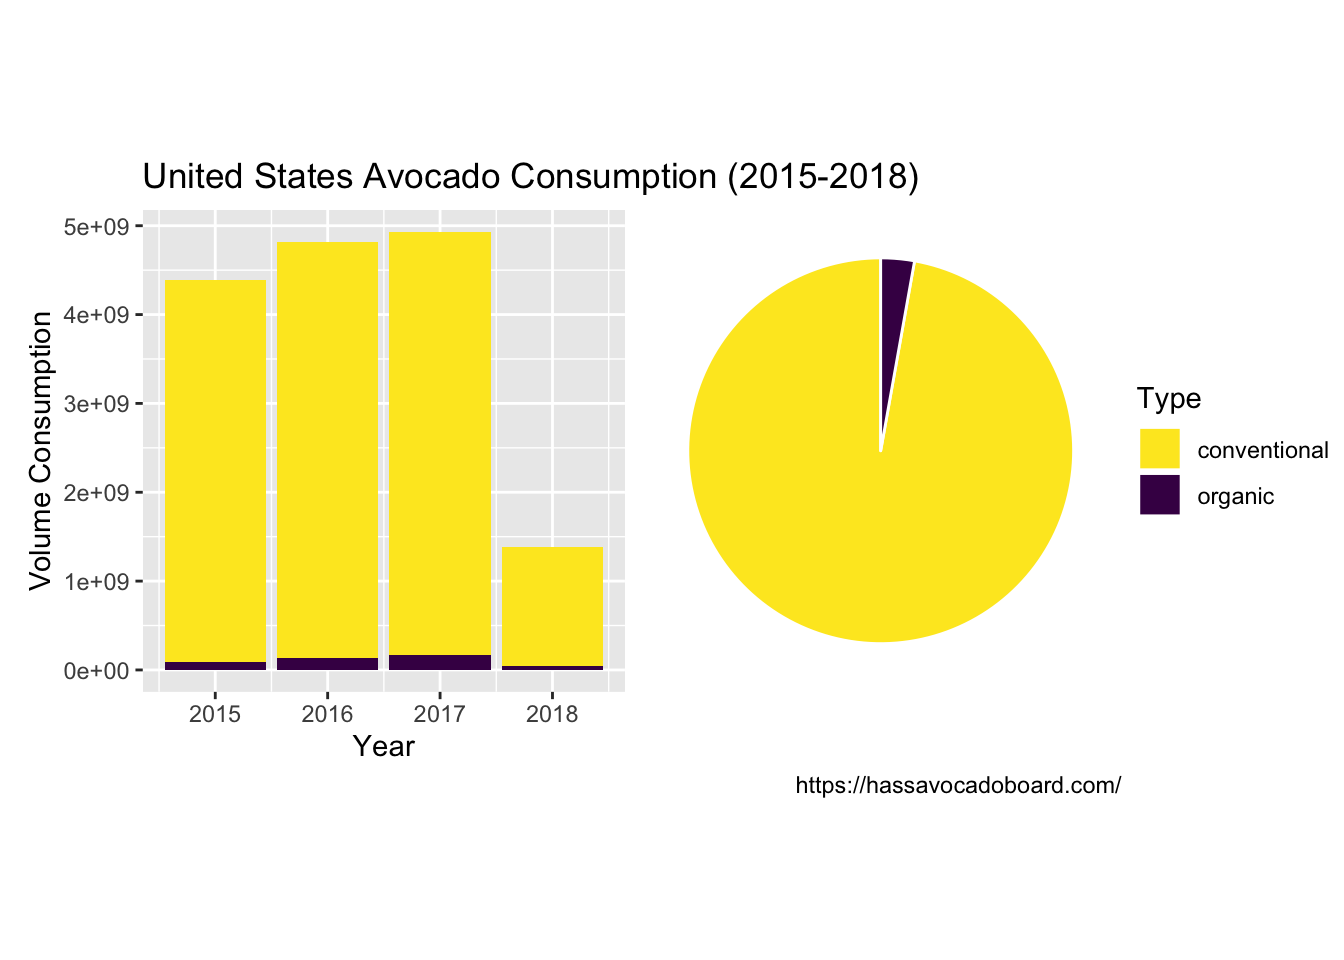 United States Avocado Consumption (2015-2018)
Volume Consumption
5e+09
4e+09
3e+09
2e+09
1e+09
0e+00
2015 2016 2017 2018
Year
Type
conventional
organic
https://hassavocadoboard.com/